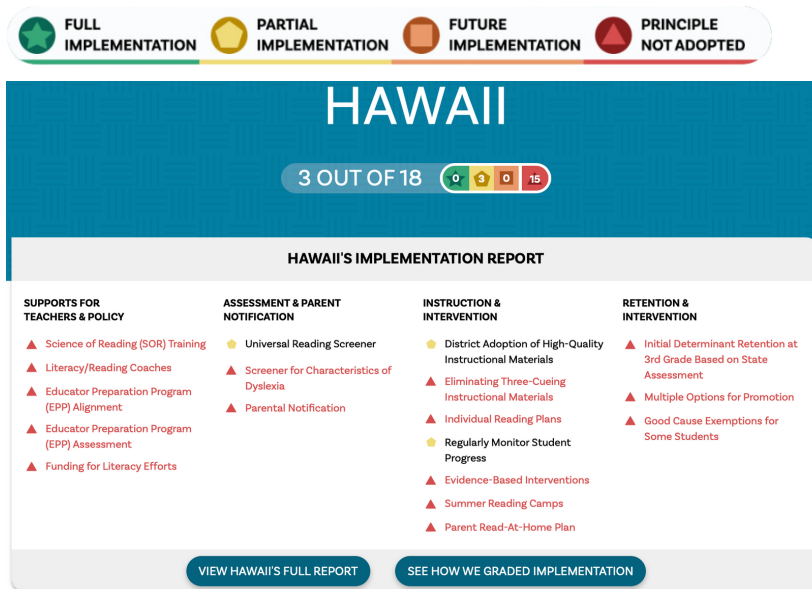 FULL
IMPLEMENTATION
PARTIAL
IMPLEMENTATION
FUTURE
IMPLEMENTATION
PRINCIPLE
NOT ADOPTED
HAWAII
3 OUT OF 18 0 3 0 15
HAWAII'S IMPLEMENTATION REPORT
SUPPORTS FOR
TEACHERS & POLICY
Science of Reading (SOR) Training
Literacy/Reading Coaches
Educator Preparation Program
(EPP) Alignment
Educator Preparation Program
(EPP) Assessment
Funding for Literacy Efforts
ASSESSMENT & PARENT
NOTIFICATION
Universal Reading Screener
Screener for Characteristics of
Dyslexia
Parental Notification
INSTRUCTION &
INTERVENTION
District Adoption of High-Quality
Instructional Materials
Eliminating Three-Cueing
Instructional Materials
Individual Reading Plans
Regularly Monitor Student
Progress
Evidence-Based Interventions
Summer Reading Camps
Parent Read-At-Home Plan
RETENTION &
INTERVENTION
Initial Determinant Retention at
3rd Grade Based on State
Assessment
Multiple Options for Promotion
Good Cause Exemptions for
Some Students
VIEW HAWAII'S FULL REPORT
SEE HOW WE GRADED IMPLEMENTATION